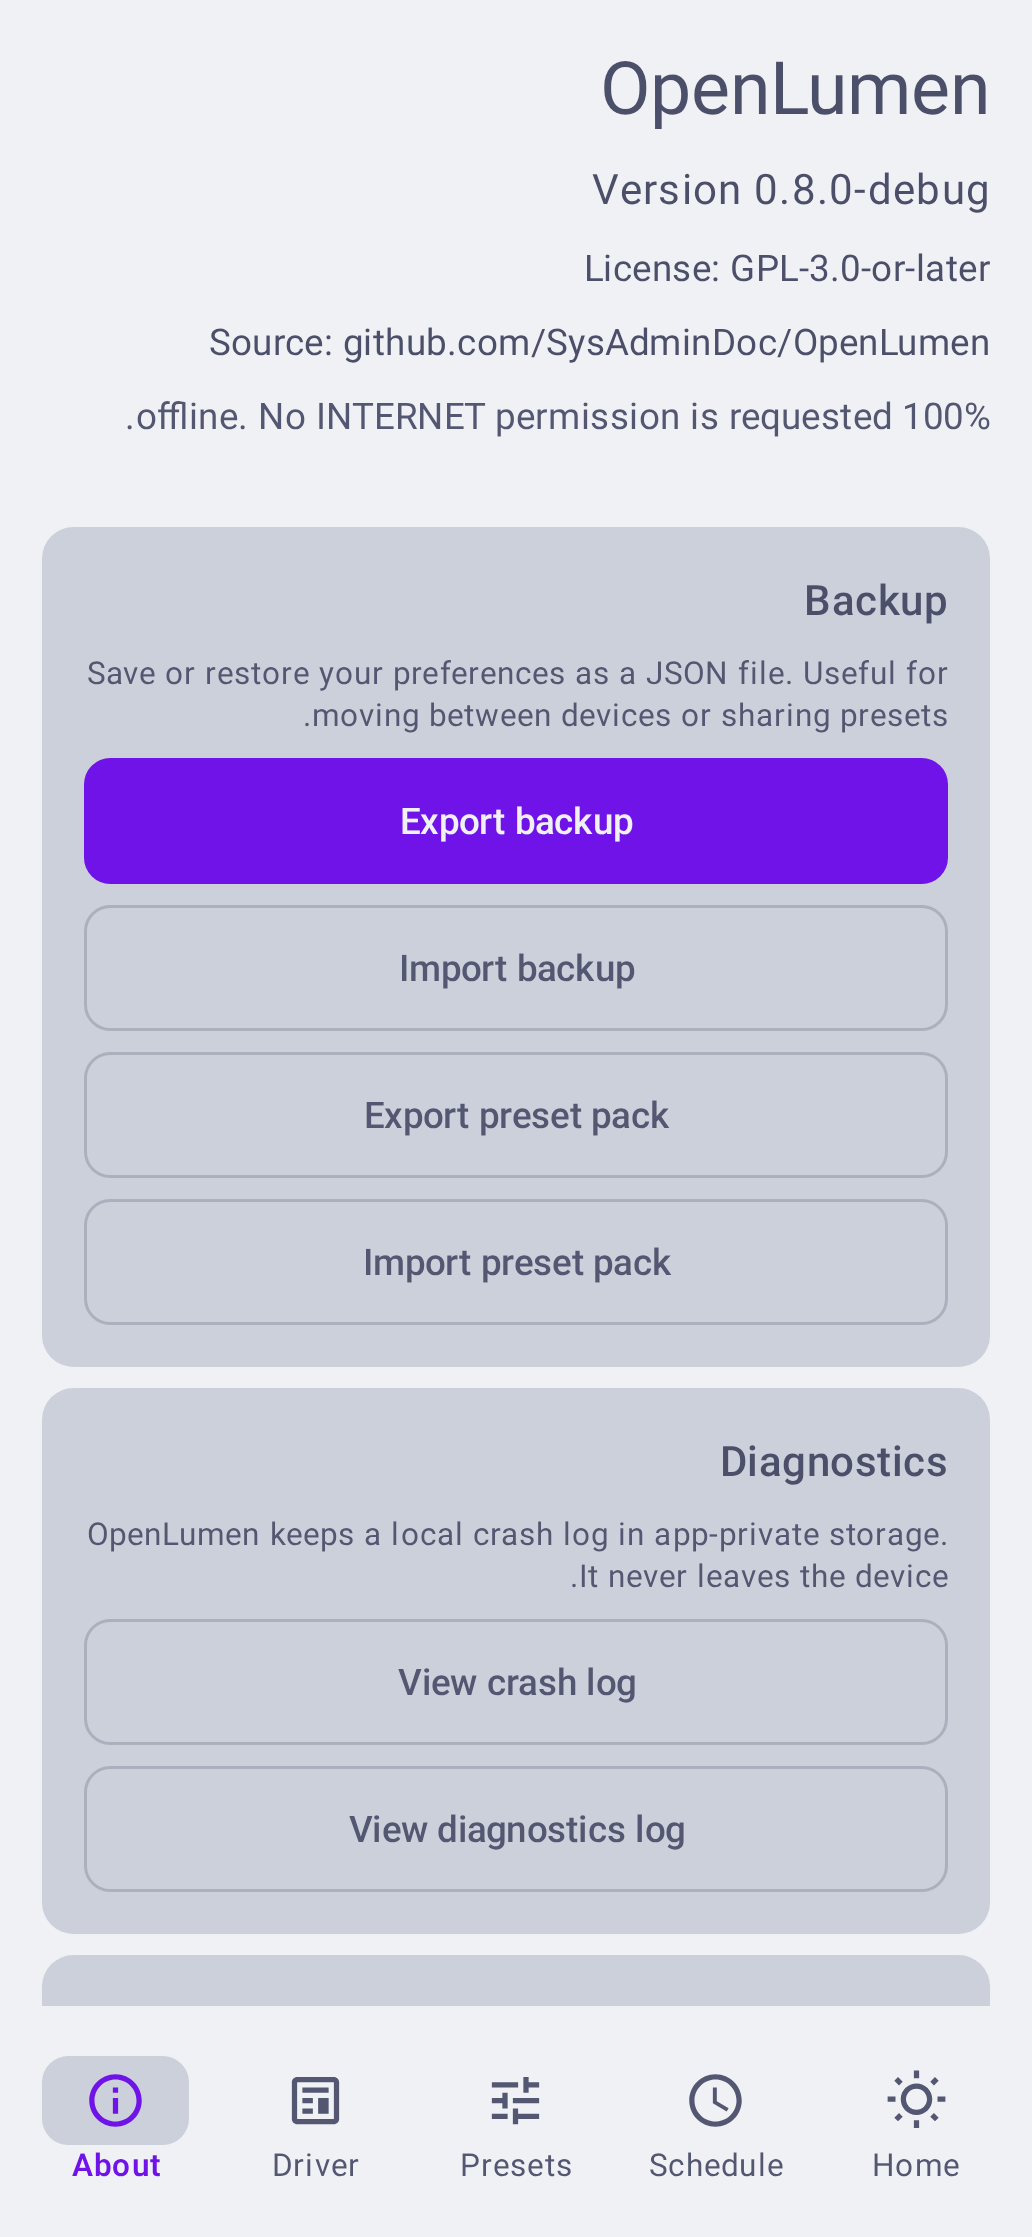 OpenLumen
Version 0.8.0-debug
License: GPL-3.0-or-later
Source: github.com/SysAdminDoc/OpenLumen
.offline. No INTERNET permission is requested 100%
Backup
Save or restore your preferences as a JSON file. Useful for
.moving between devices or sharing presets
Export backup
Import backup
Export preset pack
Import preset pack
Diagnostics
OpenLumen keeps a local crash log in app-private storage.
.It never leaves the device
View crash log
View diagnostics log
About
Driver
Presets
Schedule
Home